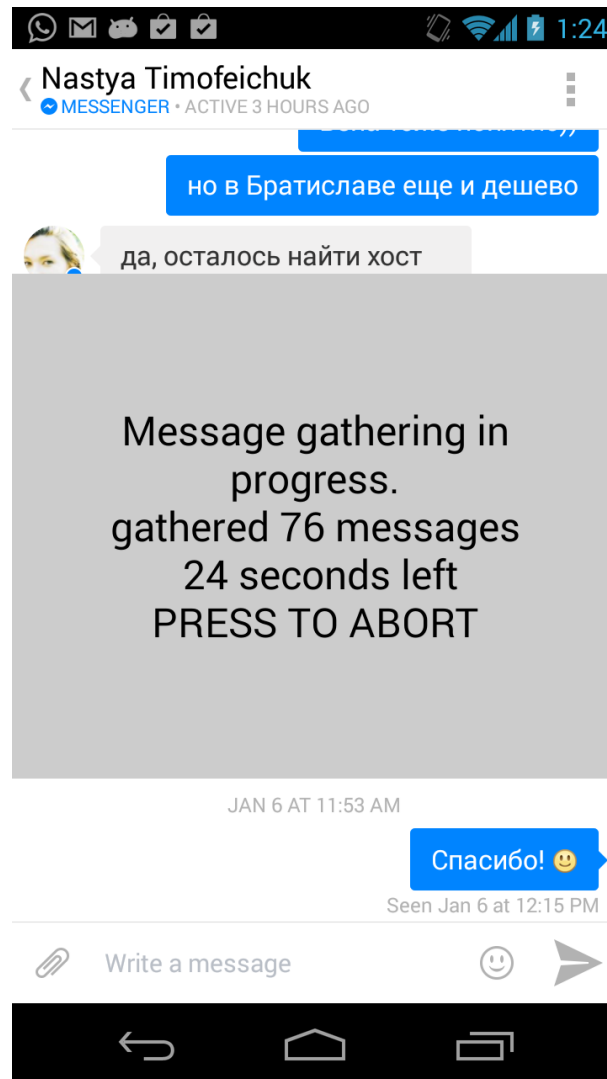 1:24
Nastya Timofeichuk
MESSENGER • ACTIVE 3 HOURS AGO
но в Братиславе еще и дешево
да, осталось найти хост
Message gathering in
progress.
gathered 76 messages
24 seconds left
PRESS TO ABORT
JAN 6 AT 11:53 AM
Спасибо!
Seen Jan 6 at 12:15 PM
Write a message